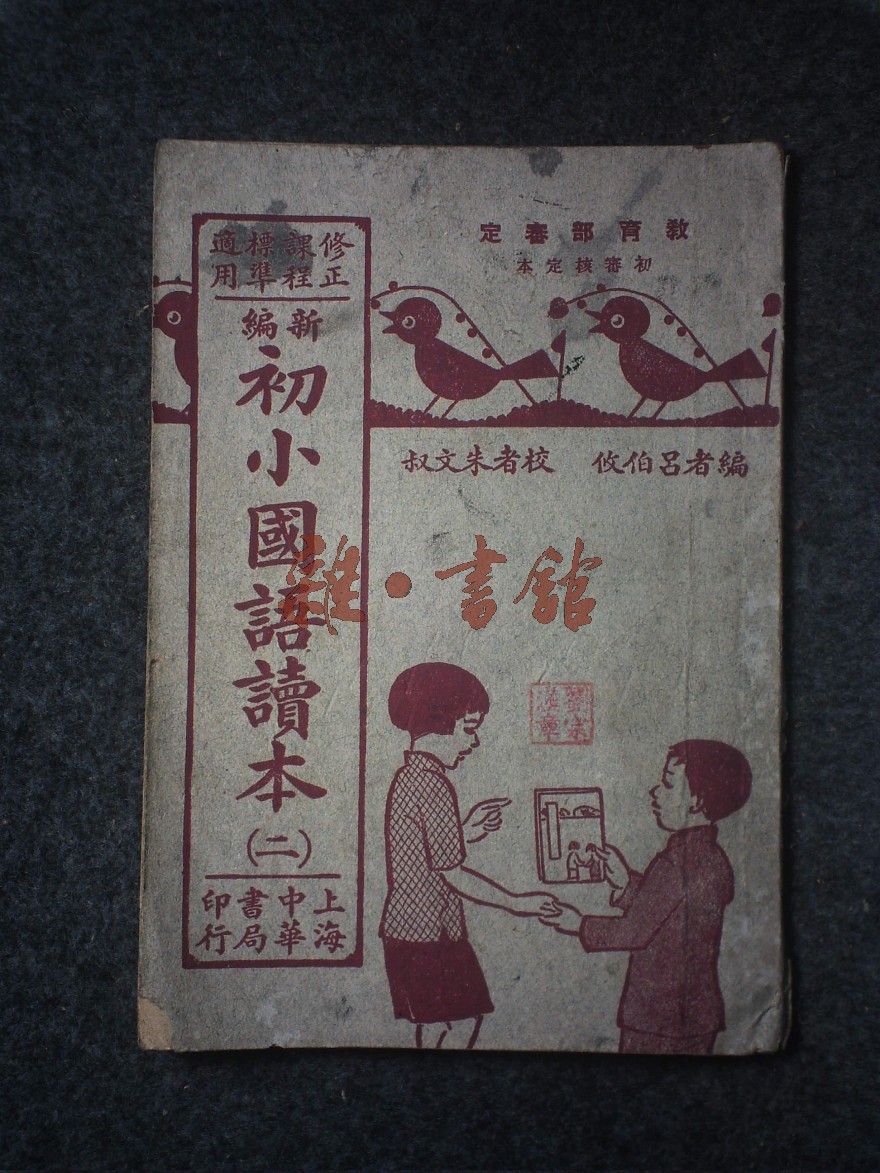 教育部審定
初審核定本
編者呂伯攸 校者朱文叔
修正課程標準適用
新編
初小國語讀本
(二)
上海中華書局印行
雜·書館